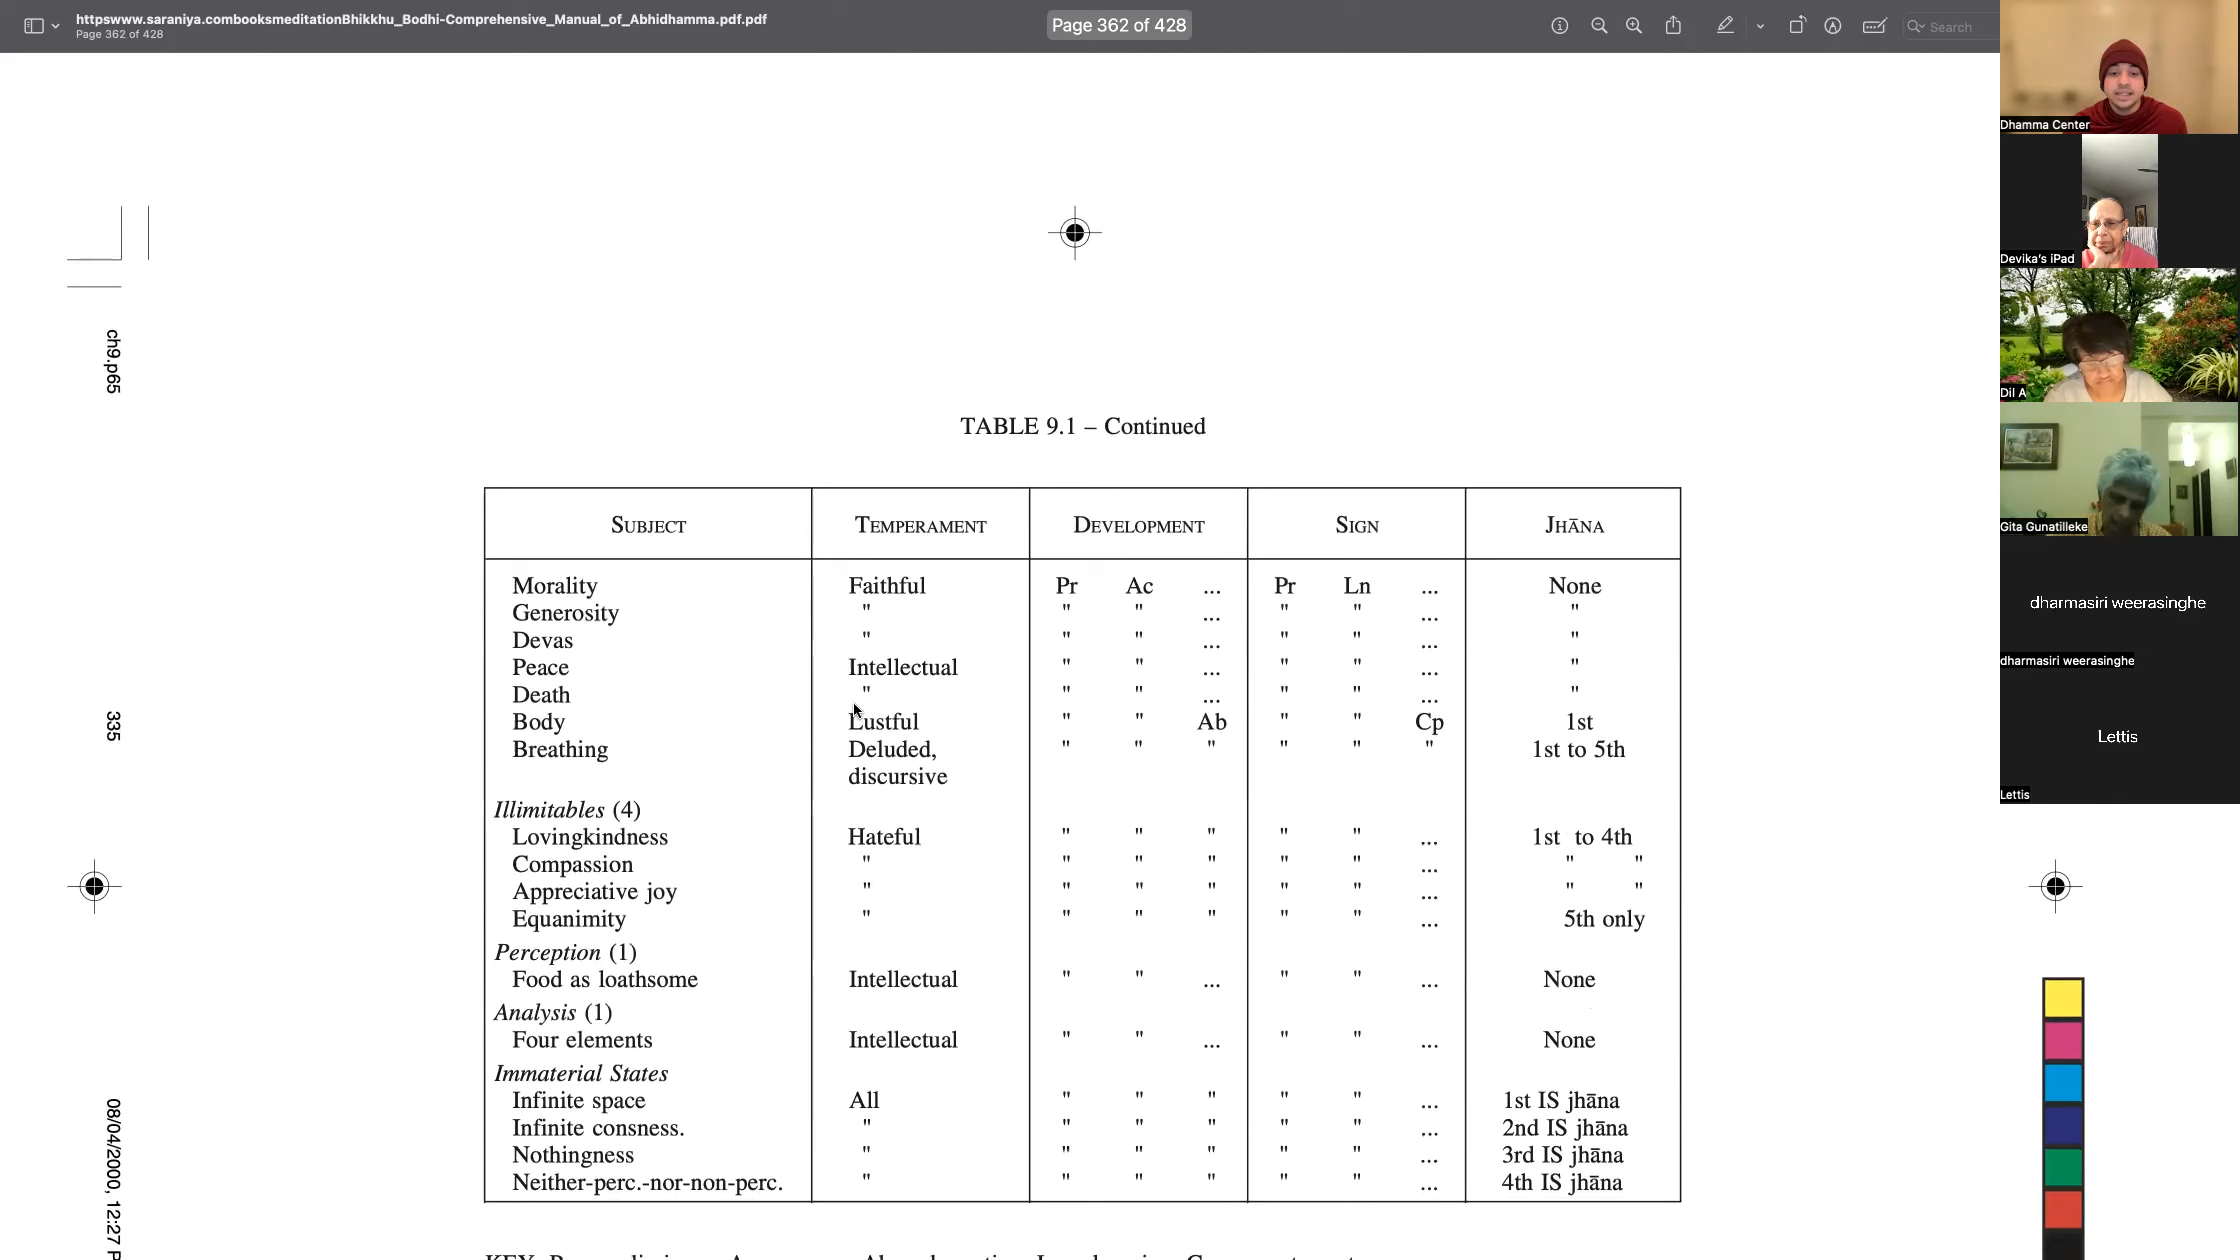 httpswww.saraniya.combooksmeditationBhikkhu_Bodhi-Comprehensive_Manual_of_Abhidhamma.pdf.pdf
Page 362 of 428
Page 362 of 428
Search
Dhamma Center
Devika's iPad
Dil A
Gita Gunatilleke
dharmasiri weerasinghe
dharmasiri weerasinghe
Lettis
Lettis
ch9.p65
335
08/04/2000, 12:27 P
TABLE 9.1 – Continued
SUBJECT TEMPERAMENT DEVELOPMENT SIGN JHĀNA
Morality Faithful Pr Ac ... Pr Ln ... None
Generosity " " " ... " " ... "
Devas " " " ... " " ... "
Peace Intellectual " " ... " " ... "
Death " " " ... " " ... "
Body Lustful " " Ab " " Cp 1st
Breathing Deluded, " " " " " " 1st to 5th
discursive
Illimitables (4)
Lovingkindness Hateful " " " " " ... 1st to 4th
Compassion " " " " " " ... " "
Appreciative joy " " " " " " ... " "
Equanimity " " " " " " ... 5th only
Perception (1)
Food as loathsome Intellectual " " ... " " ... None
Analysis (1)
Four elements Intellectual " " ... " " ... None
Immaterial States
Infinite space All " " " " " ... 1st IS jhāna
Infinite consness. " " " " " " ... 2nd IS jhāna
Nothingness " " " " " " ... 3rd IS jhāna
Neither-perc.-nor-non-perc. " " " " " " ... 4th IS jhāna